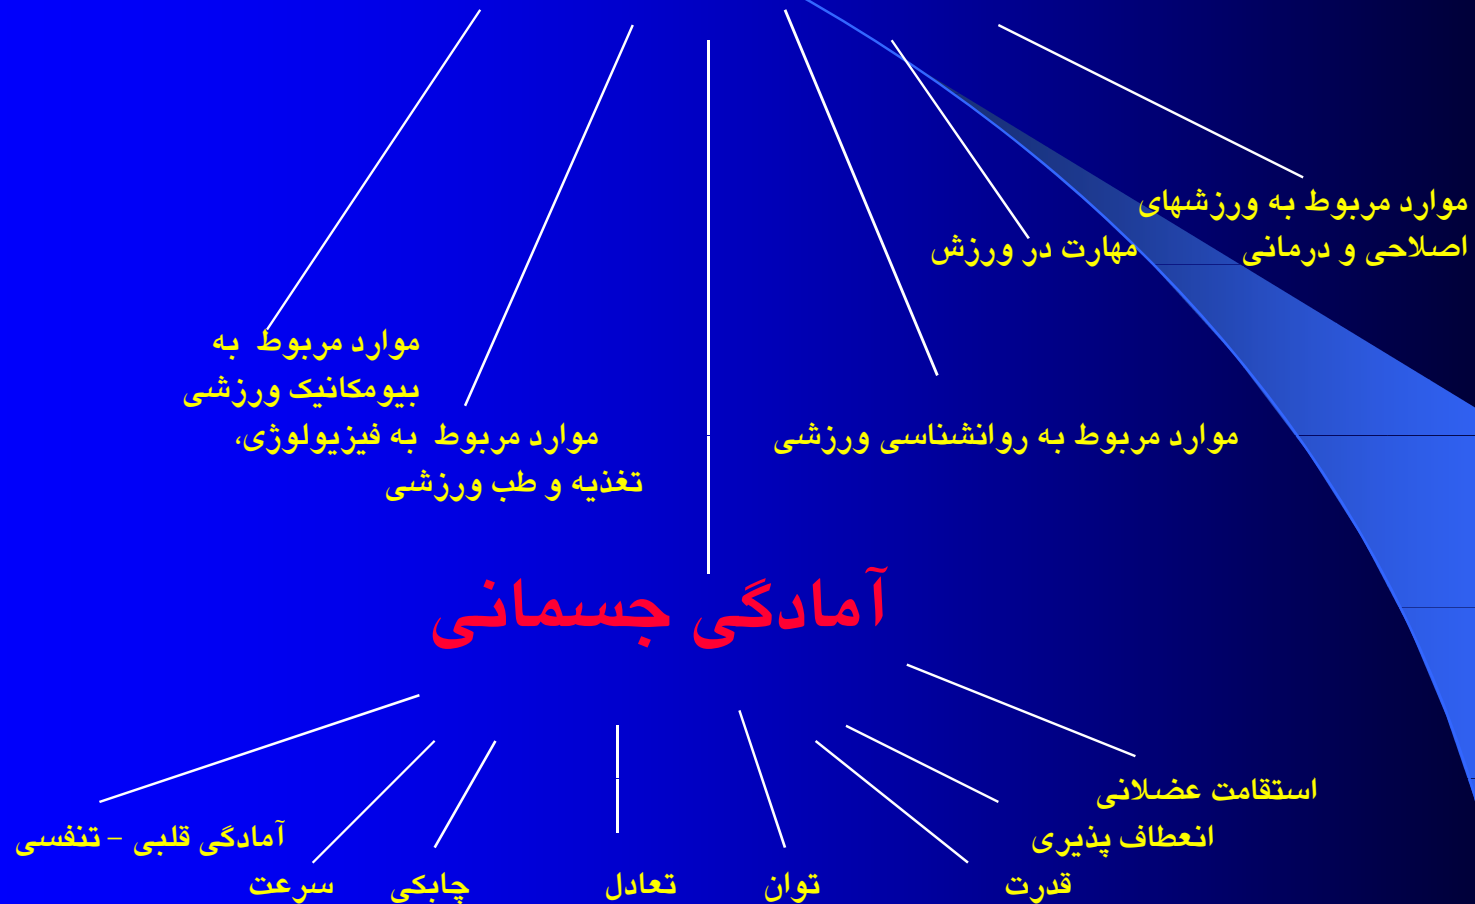 موارد مربوط به ورزشهای
اصلاحی و درمانی
مهارت در ورزش
موارد مربوط به
بیومکانیک ورزشی
موارد مربوط به روانشناسی ورزشی
موارد مربوط به فیزیولوژی،
تغذیه و طب ورزشی
آمادگی جسمانی
استقامت عضلانی
انعطاف پذیری
آمادگی قلبی – تنفسی
قدرت
توان
تعادل
چابکی
سرعت